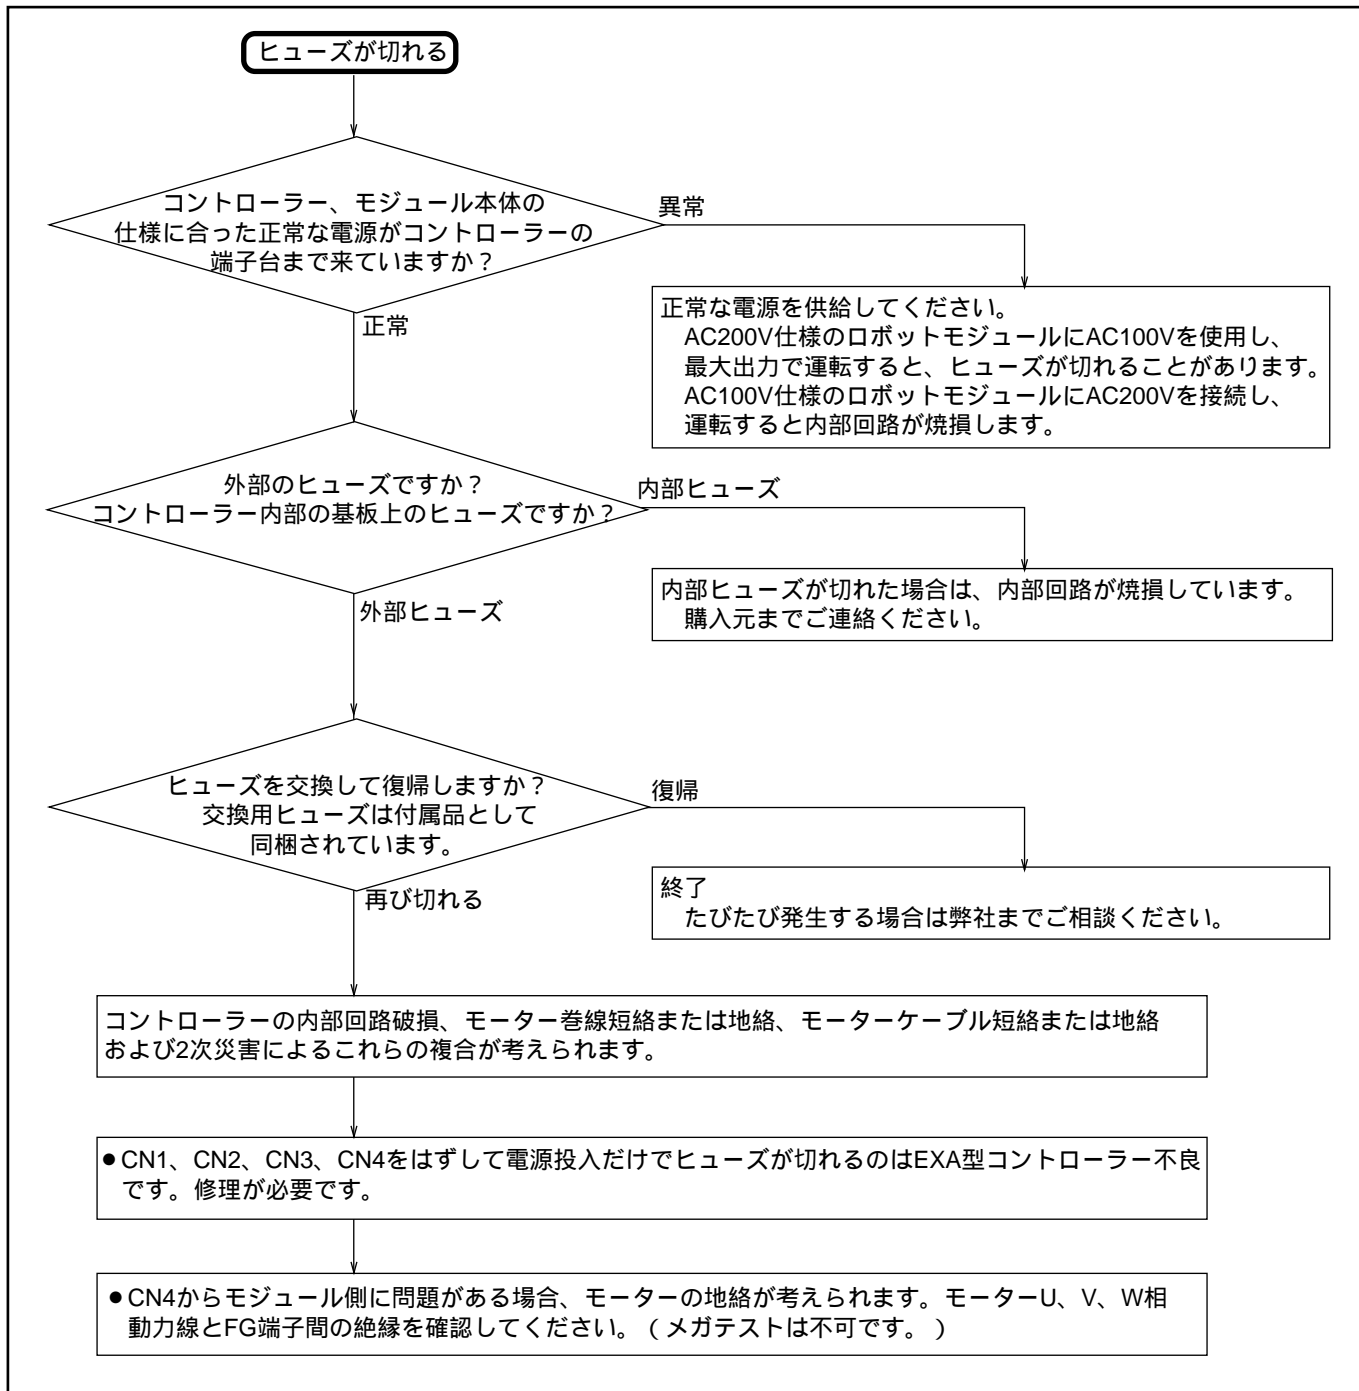 ヒューズが切れる
コントローラー、モジュール本体の
仕様に合った正常な電源がコントローラーの
端子台まで来ていますか？
異常
正常
正常な電源を供給してください。
AC200V仕様のロボットモジュールにAC100Vを使用し、
最大出力で運転すると、ヒューズが切れることがあります。
AC100V仕様のロボットモジュールにAC200Vを接続し、
運転すると内部回路が焼損します。
外部のヒューズですか？
コントローラー内部の基板上のヒューズですか？
内部ヒューズ
外部ヒューズ
内部ヒューズが切れた場合は、内部回路が焼損しています。
購入元までご連絡ください。
ヒューズを交換して復帰しますか？
交換用ヒューズは付属品として
同梱されています。
復帰
再び切れる
終了
たびたび発生する場合は弊社までご相談ください。
コントローラーの内部回路破損、モーター巻線短絡または地絡、モーターケーブル短絡または地絡
および2次災害によるこれらの複合が考えられます。
●CN1、CN2、CN3、CN4をはずして電源投入だけでヒューズが切れるのはEXA型コントローラー不良
です。修理が必要です。
●CN4からモジュール側に問題がある場合、モーターの地絡が考えられます。モーターU、V、W相
動力線とFG端子間の絶縁を確認してください。（メガテストは不可です。）